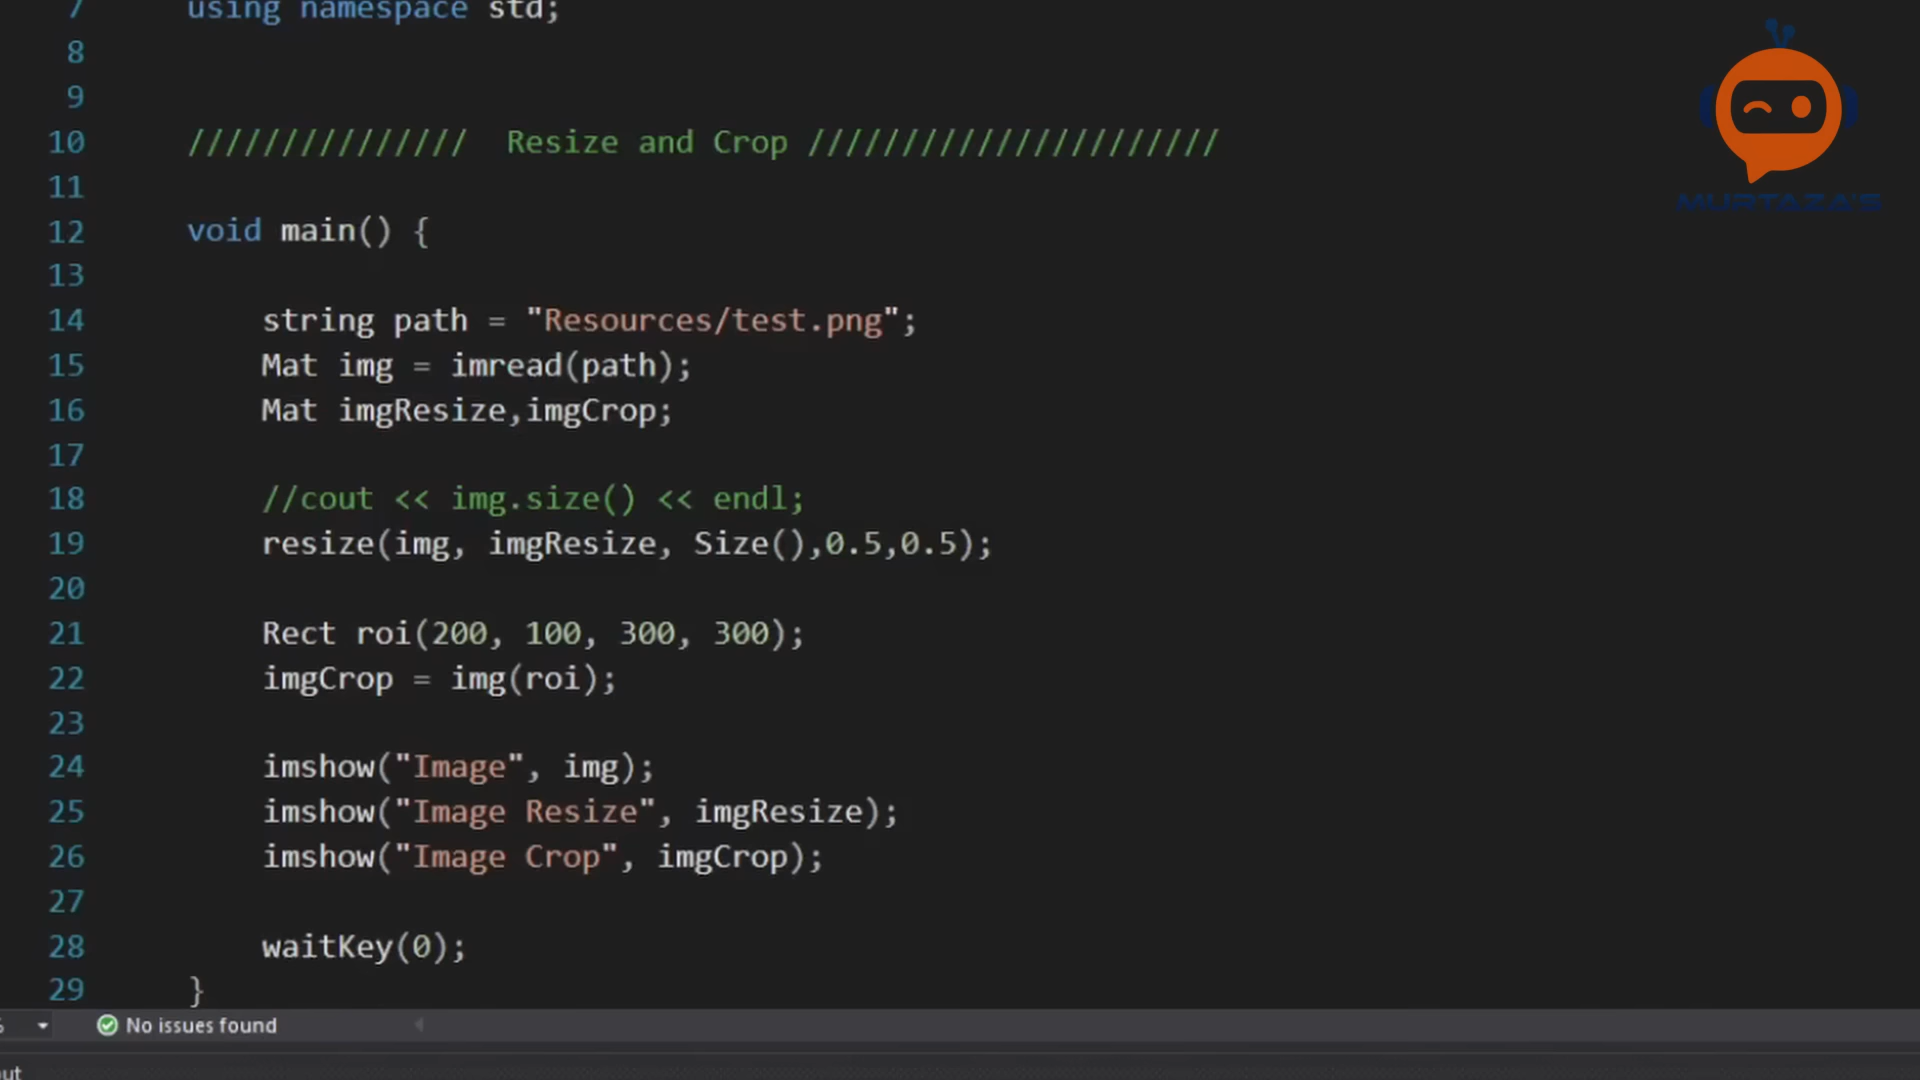 7 using namespace std;
8
9
10 /////////////// Resize and Crop //////////////////////
11
12 void main() {
13
14 string path = "Resources/test.png";
15 Mat img = imread(path);
16 Mat imgResize,imgCrop;
17
18 //cout << img.size() << endl;
19 resize(img, imgResize, Size(),0.5,0.5);
20
21 Rect roi(200, 100, 300, 300);
22 imgCrop = img(roi);
23
24 imshow("Image", img);
25 imshow("Image Resize", imgResize);
26 imshow("Image Crop", imgCrop);
27
28 waitKey(0);
29 }
No issues found
MURTAZA'S